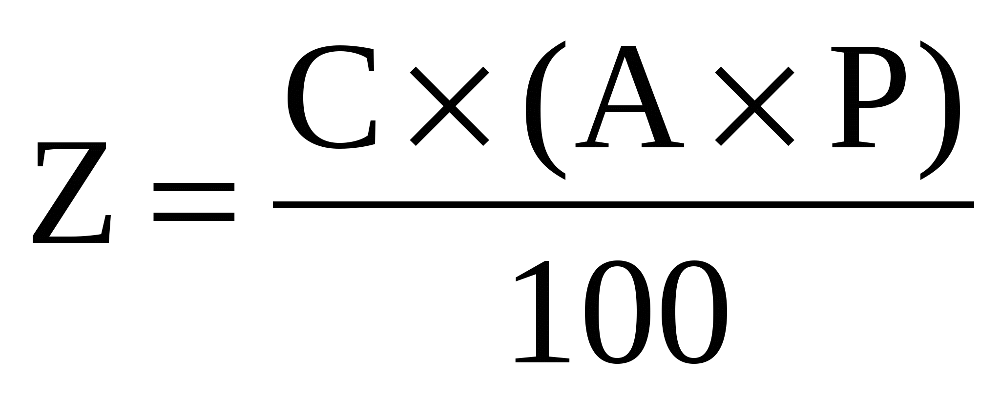 Z = C × (A × P) / 100